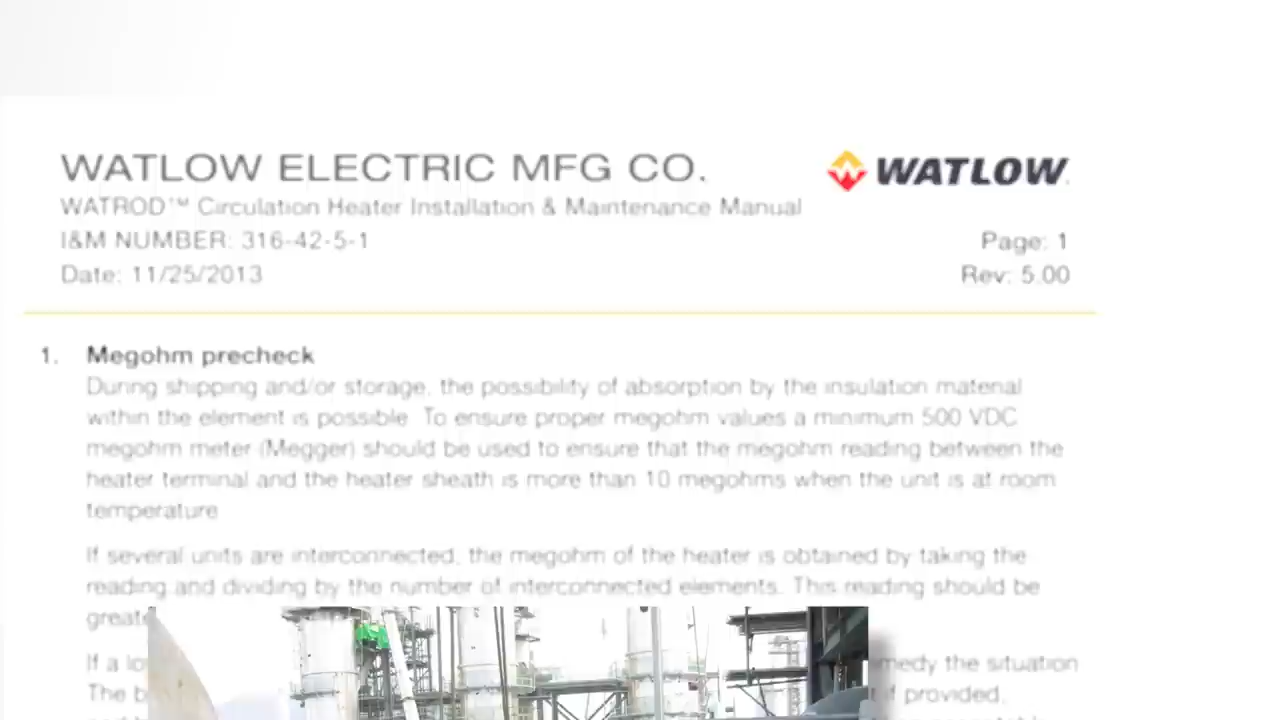 WATLOW ELECTRIC MFG CO.
WATLOW
WATROD™ Circulation Heater Installation & Maintenance Manual
I&M NUMBER: 316-42-5-1
Page: 1
Date: 11/25/2013
Rev: 5.00
1. Megohm precheck
During shipping and/or storage, the possibility of absorption by the insulation material
within the element is possible. To ensure proper megohm values a minimum 500 VDC
megohm meter (Megger) should be used to ensure that the megohm reading between the
heater terminal and the heater sheath is more than 10 megohms when the unit is at room
temperature
If several units are interconnected, the megohm of the heater is obtained by taking the
reading and dividing by the number of interconnected elements. This reading should be
If a
the situation
The
if provided,